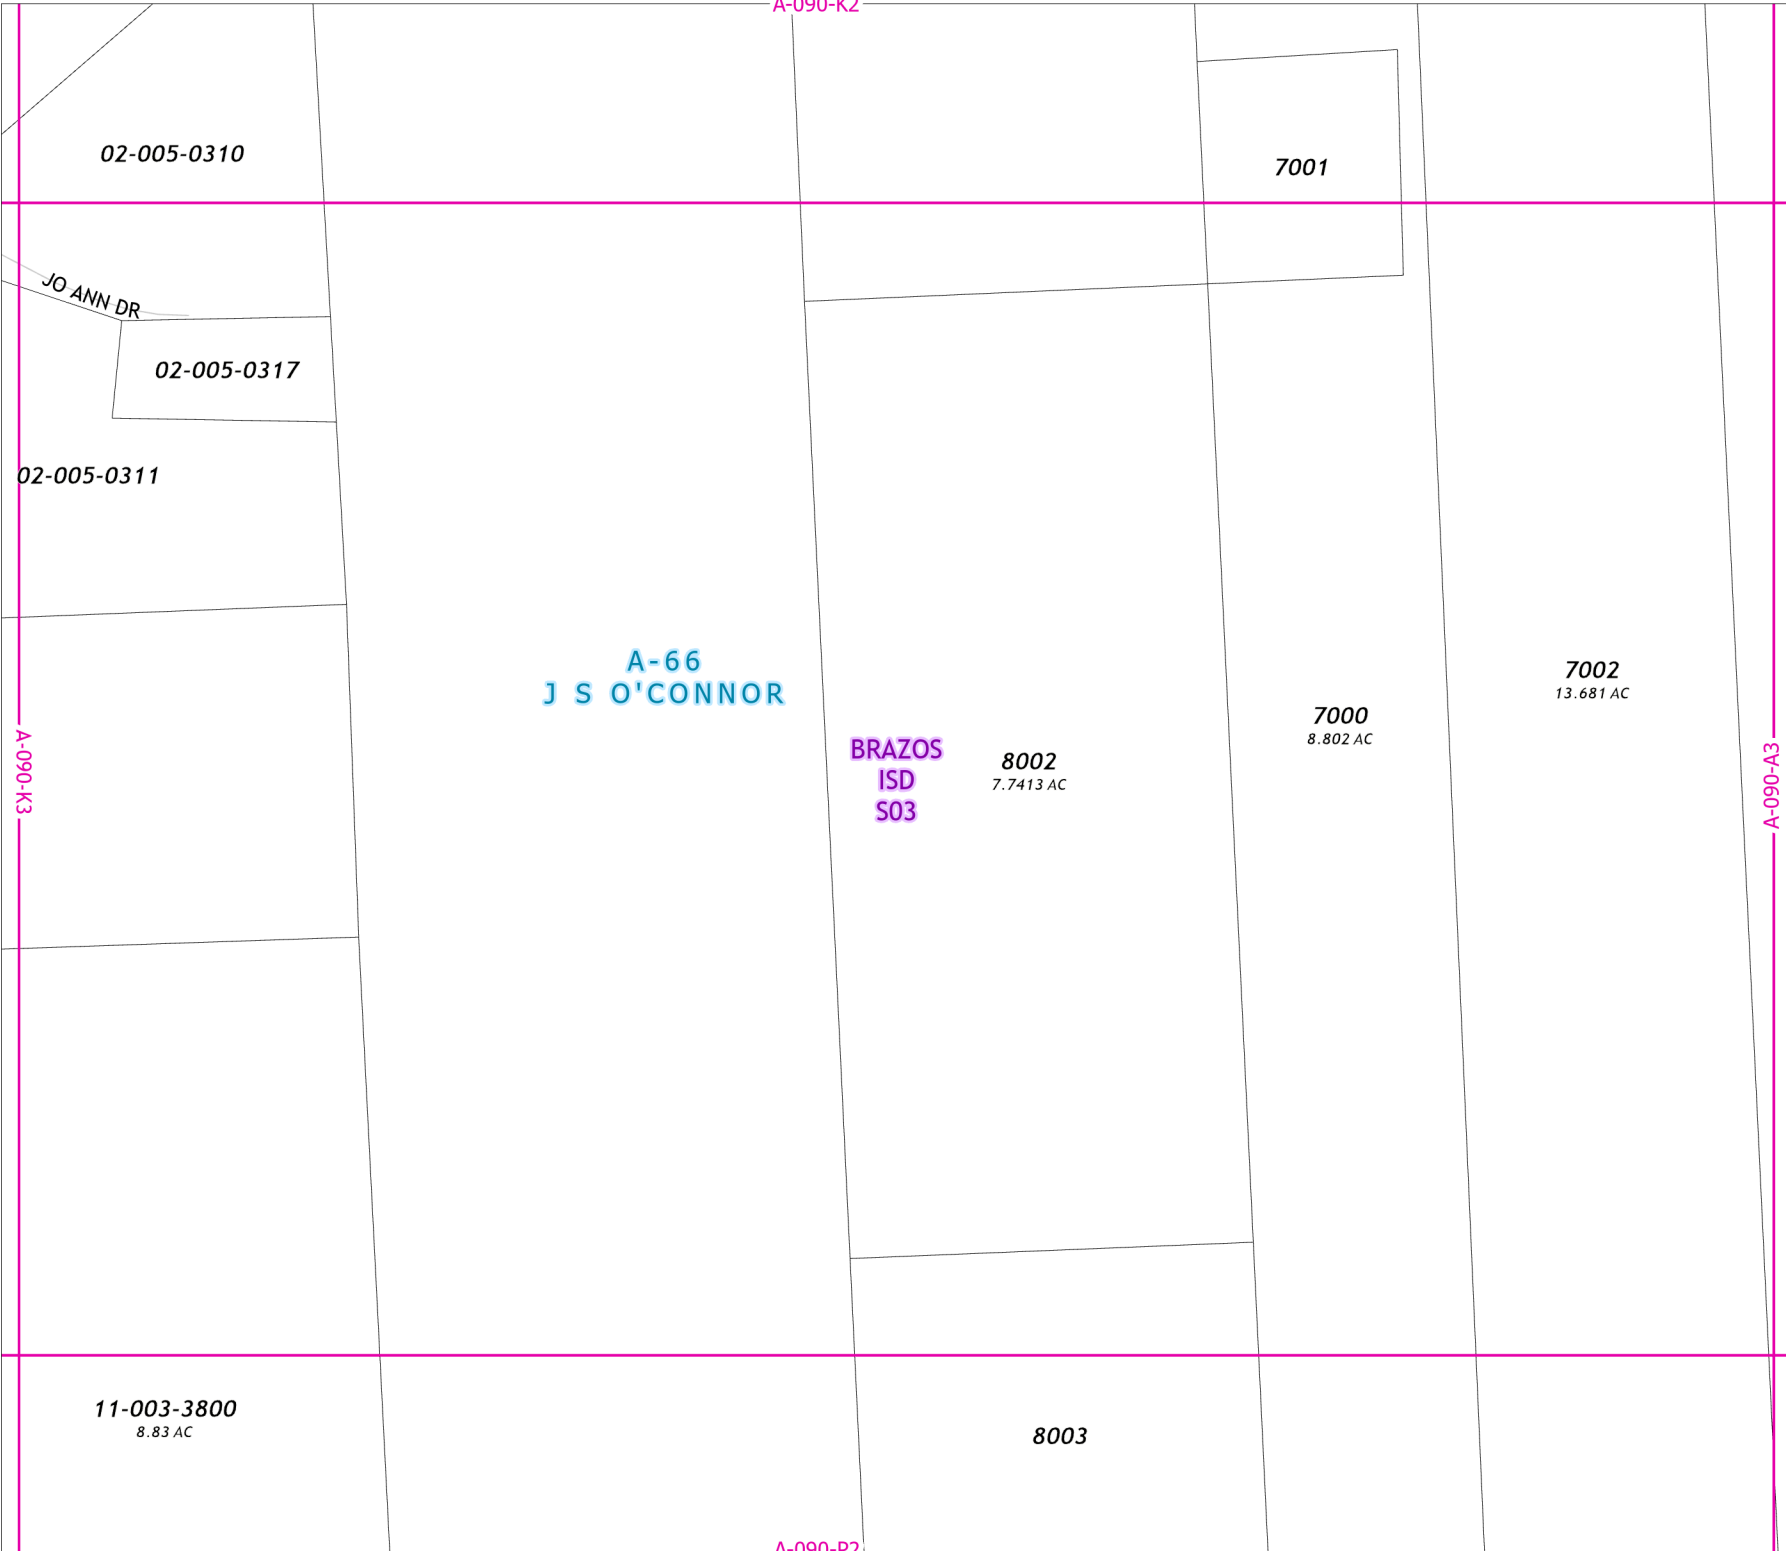 A-090-K2
02-005-0310
7001
JO ANN DR
02-005-0317
02-005-0311
A-66
J S O'CONNOR
7002
13.681 AC
7000
8.802 AC
BRAZOS
ISD
S03
8002
7.7413 AC
A-090-K3
A-090-A3
11-003-3800
8.83 AC
8003